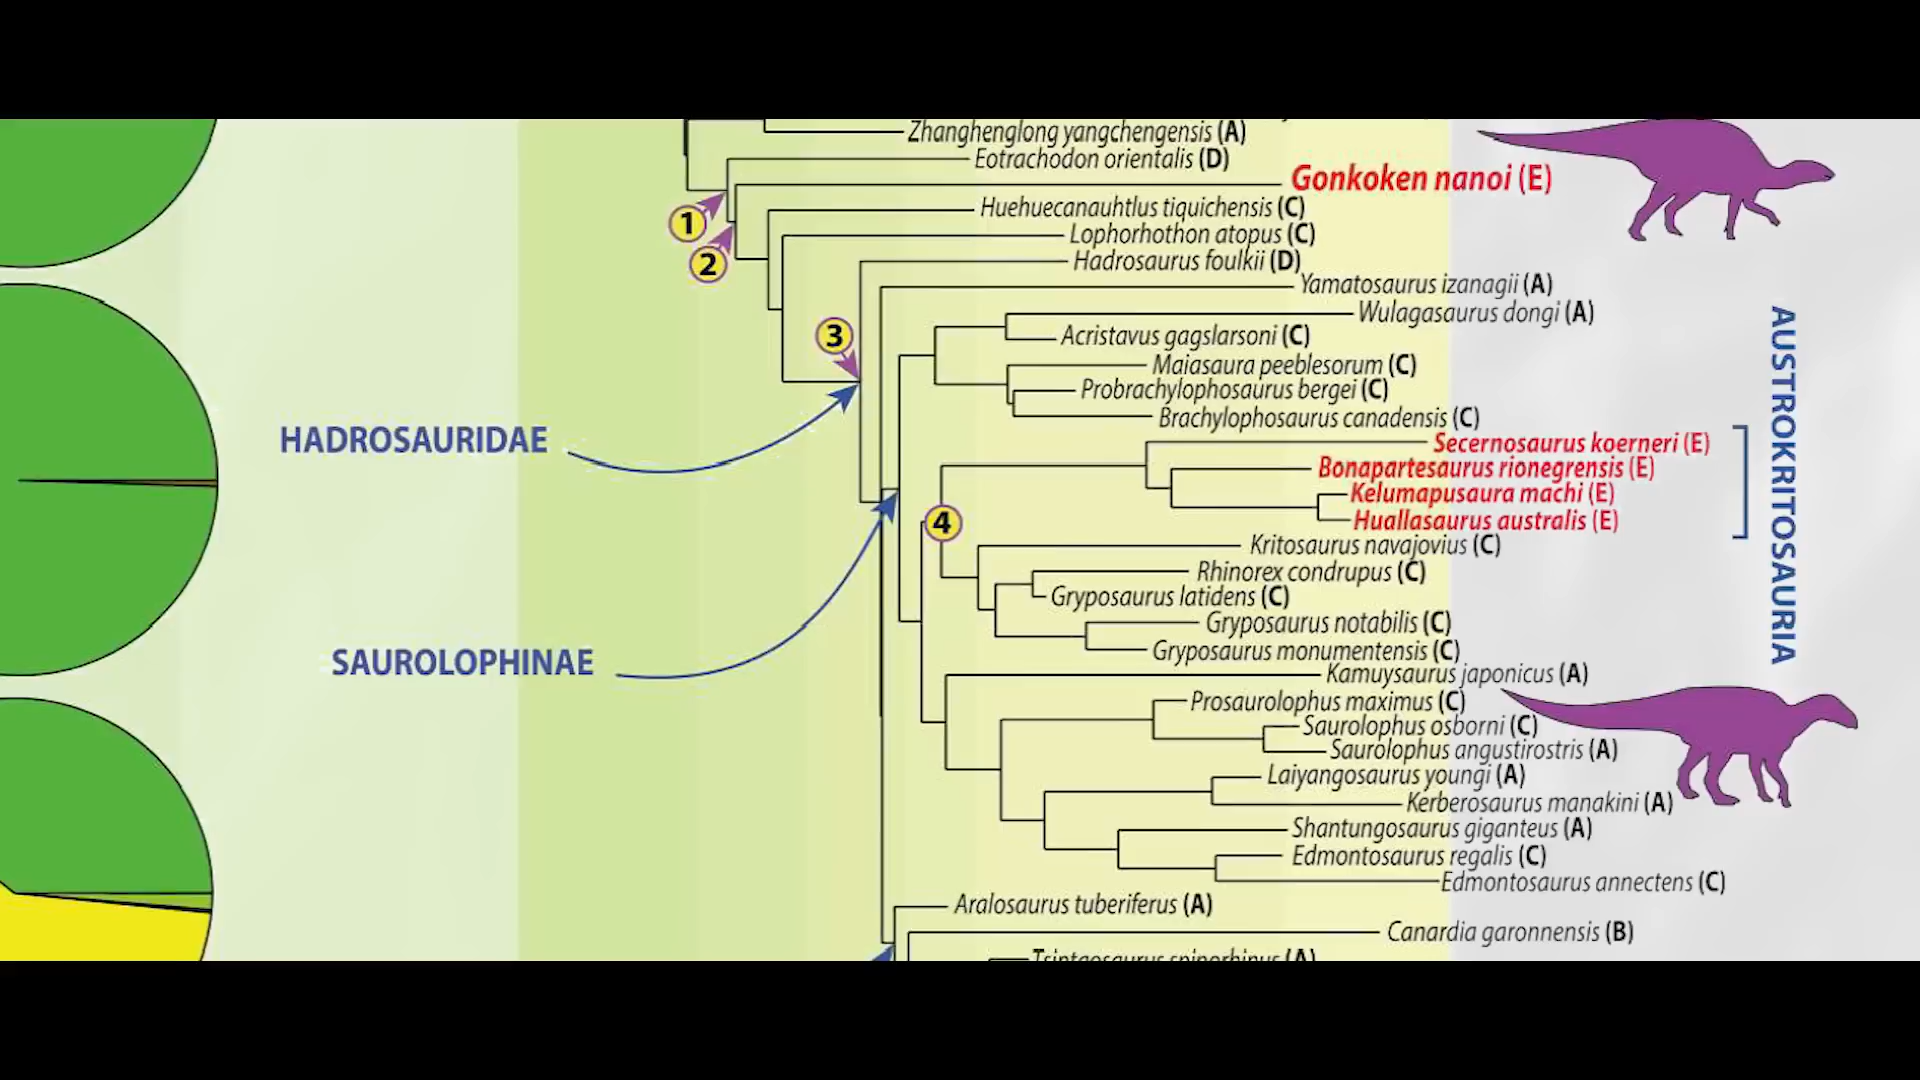 Zhanghenglong yangchengensis (A)
Eotrachodon orientalis (D)
Gonkoken nanoi (E)
1
Huehuecanauhtlus tiquichensis (C)
Lophorhothon atopus (C)
2
Hadrosaurus foulkii (D)
Yamatosaurus izanagii (A)
Wulagasaurus dongi (A)
3
Acristavus gagslarsoni (C)
Maiasaura peeblesorum (C)
Probrachylophosaurus bergei (C)
Brachylophosaurus canadensis (C)
HADROSAURIDAE
Secernosaurus koerneri (E)
Bonapartesaurus rionegrensis (E)
Kelumapusaura machi (E)
Huallasaurus australis (E)
AUSTROKRITOSAURIA
4
Kritosaurus navajovius (C)
Rhinorex condrupus (C)
Gryposaurus latidens (C)
Gryposaurus notabilis (C)
Gryposaurus monumentensis (C)
SAUROLOPHINAE
Kamuysaurus japonicus (A)
Prosaurolophus maximus (C)
Saurolophus osborni (C)
Saurolophus angustirostris (A)
Laiyangosaurus youngi (A)
Kerberosaurus manakini (A)
Shantungosaurus giganteus (A)
Edmontosaurus regalis (C)
Edmontosaurus annectens (C)
Aralosaurus tuberiferus (A)
Canardia garonnensis (B)
Tsintaosaurus spinorhinus (A)